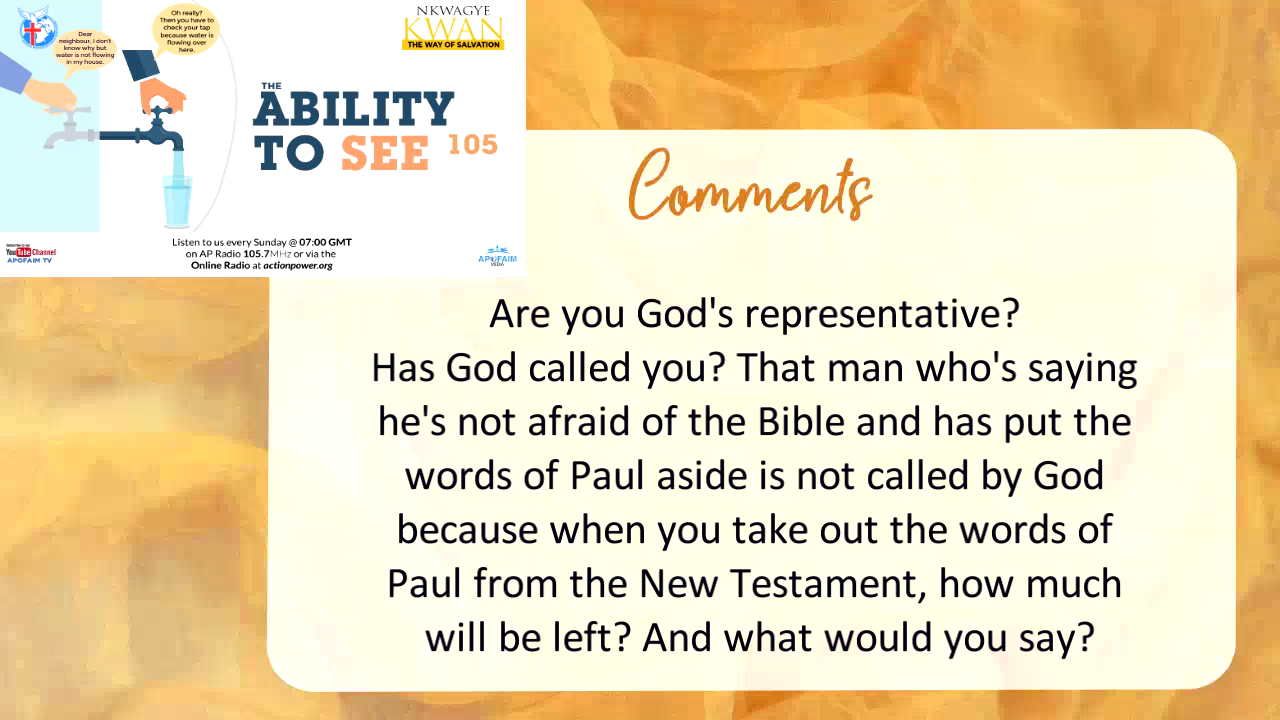 Dear
neighbour, I don't
know why but
water is not flowing
in my house.
Oh really?
Then you have to
check your tap
because water is
flowing over
here.
NKWAGYE
KWAN
THE WAY OF SALVATION
THE
ABILITY
TO SEE 105
YouTube Channel
APOFAIM TV
Listen to us every Sunday @ 07:00 GMT
on AP Radio 105.7MHz or via the
Online Radio at actionpower.org
APOFAIM
MEDIA
Comments
Are you God's representative?
Has God called you? That man who's saying
he's not afraid of the Bible and has put the
words of Paul aside is not called by God
because when you take out the words of
Paul from the New Testament, how much
will be left? And what would you say?